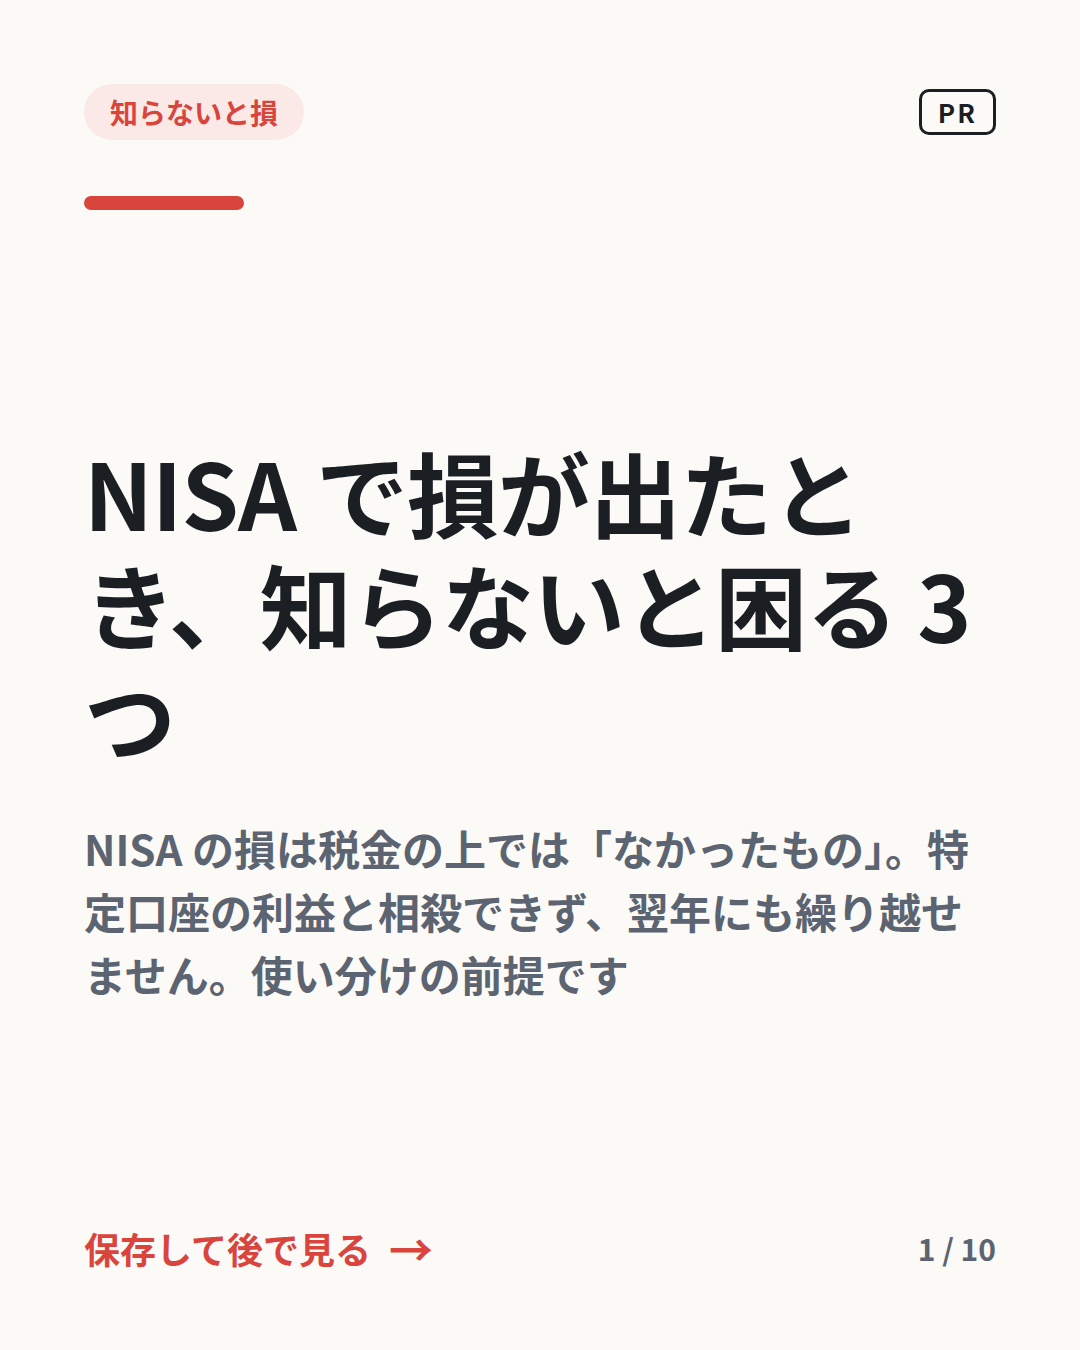 知らないと損
PR
NISA で損が出たと
き、知らないと困る 3
つ
NISA の損は税金の上では「なかったもの」。特
定口座の利益と相殺できず、翌年にも繰り越せ
ません。使い分けの前提です
保存して後で見る →
1 / 10